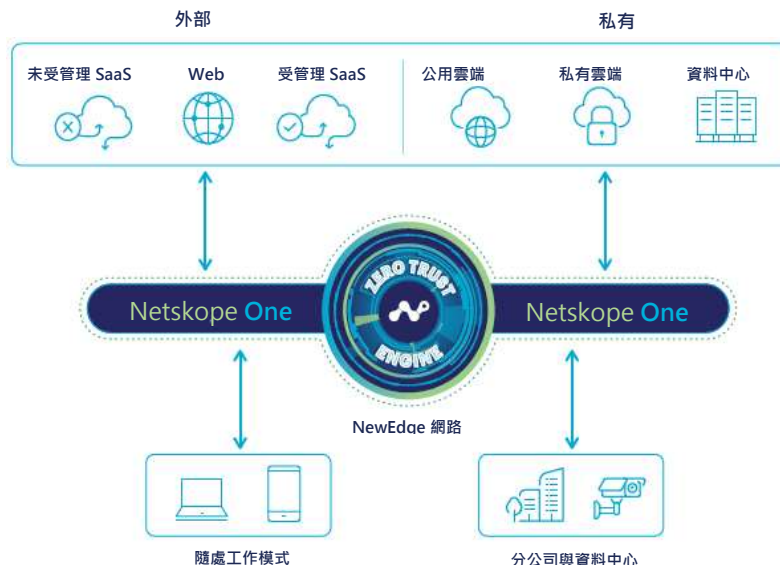 外部
私有
未受管理 SaaS
Web
受管理 SaaS
公用雲端
私有雲端
資料中心
ZERO TRUST
ENGINE
Netskope One
Netskope One
NewEdge 網路
隨處工作模式
分公司與資料中心